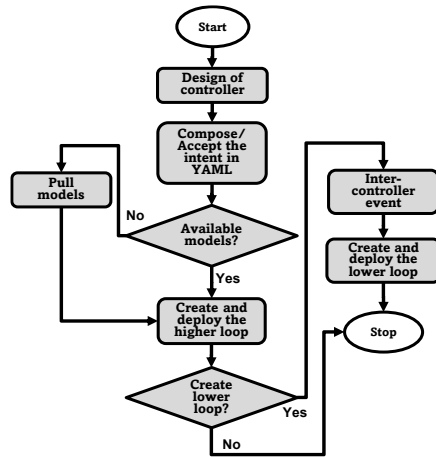 Start
Design of
controller
Compose/
Accept the
intent in
YAML
Pull
models
No
Available
models?
Yes
Create and
deploy the
higher loop
Create
lower
loop?
Yes
No
Inter-
controller
event
Create and
deploy the
lower loop
Stop